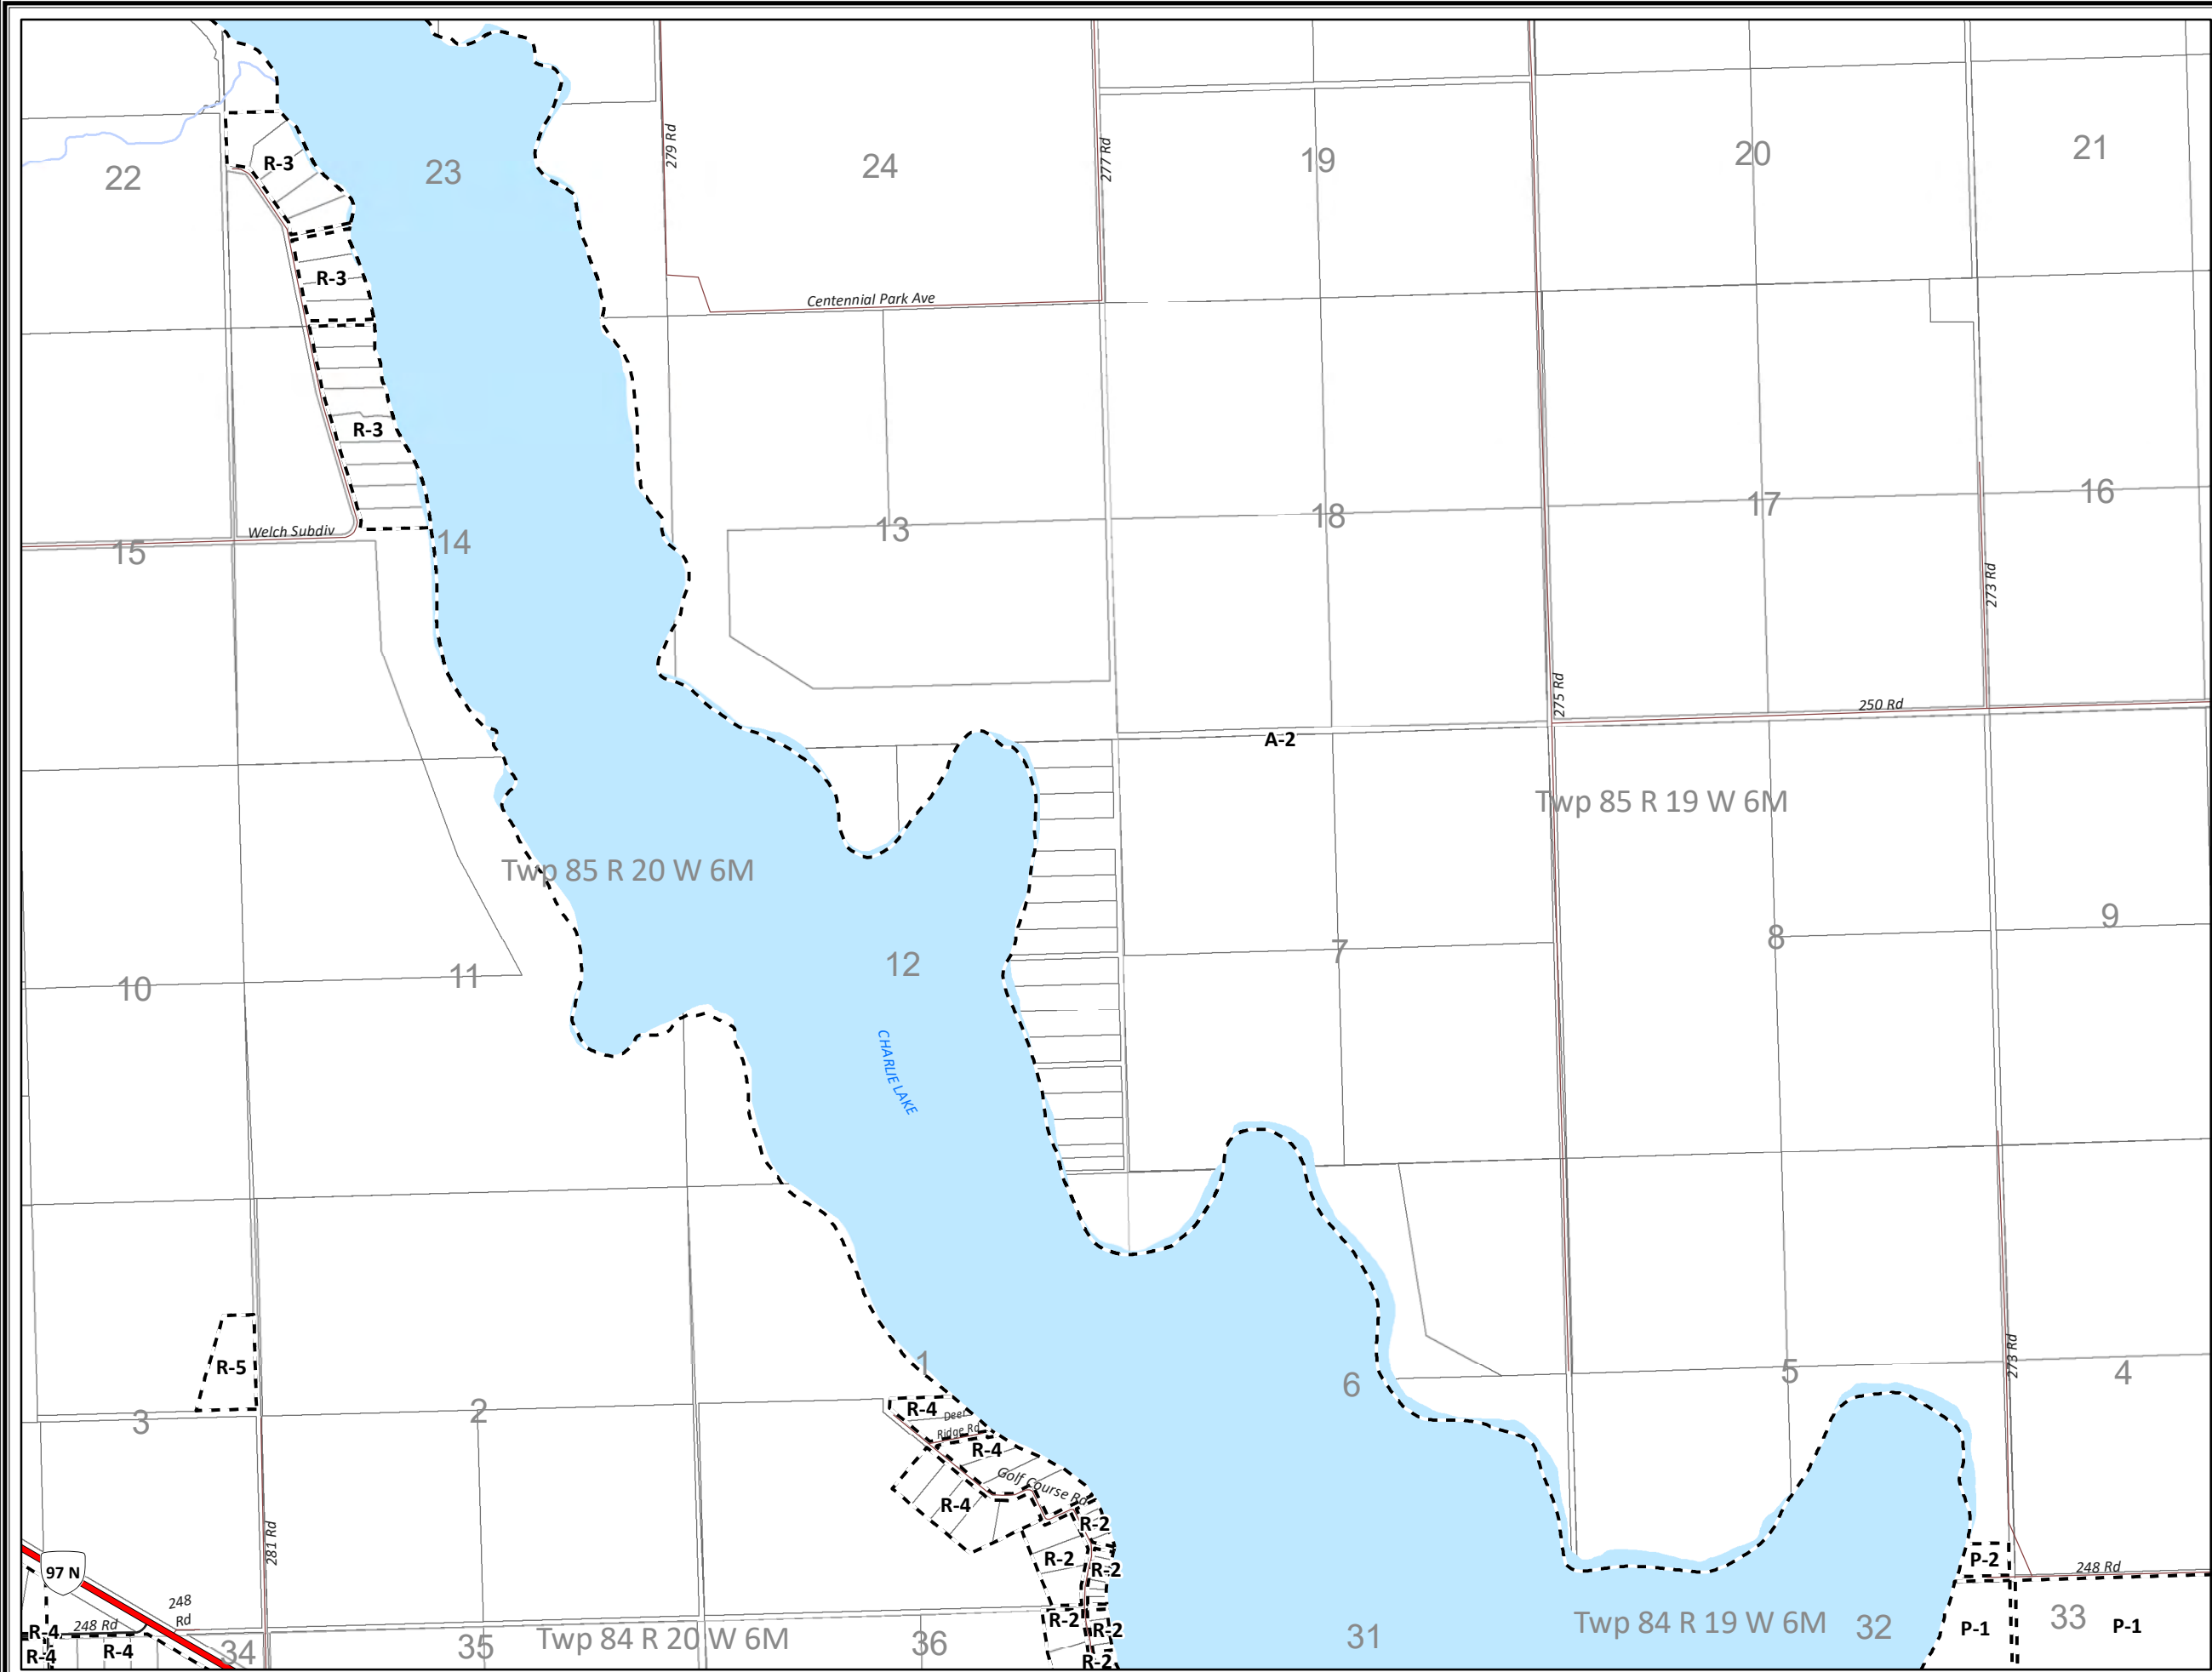 279 Rd
277 Rd
R-3
22
23
24
19
20
21
R-3
Centennial Park Ave
R-3
Welch Subdiv
15
14
13
18
17
16
273 Rd
275 Rd
250 Rd
A-2
Twp 85 R 19 W 6M
Twp 85 R 20 W 6M
10
11
12
7
8
9
CHARLIE LAKE
R-5
3
2
1
6
5
4
273 Rd
R-4
Deer
Ridge Rd
R-4
Golf Course Rd
R-4
R-2
R-2
R-2
281 Rd
97 N
248
Rd
248 Rd
R-4
R-4
R-4
34
35
Twp 84 R 20 W 6M
36
R-2
R-2
R-2
31
Twp 84 R 19 W 6M
32
P-2
248 Rd
P-1
33
P-1